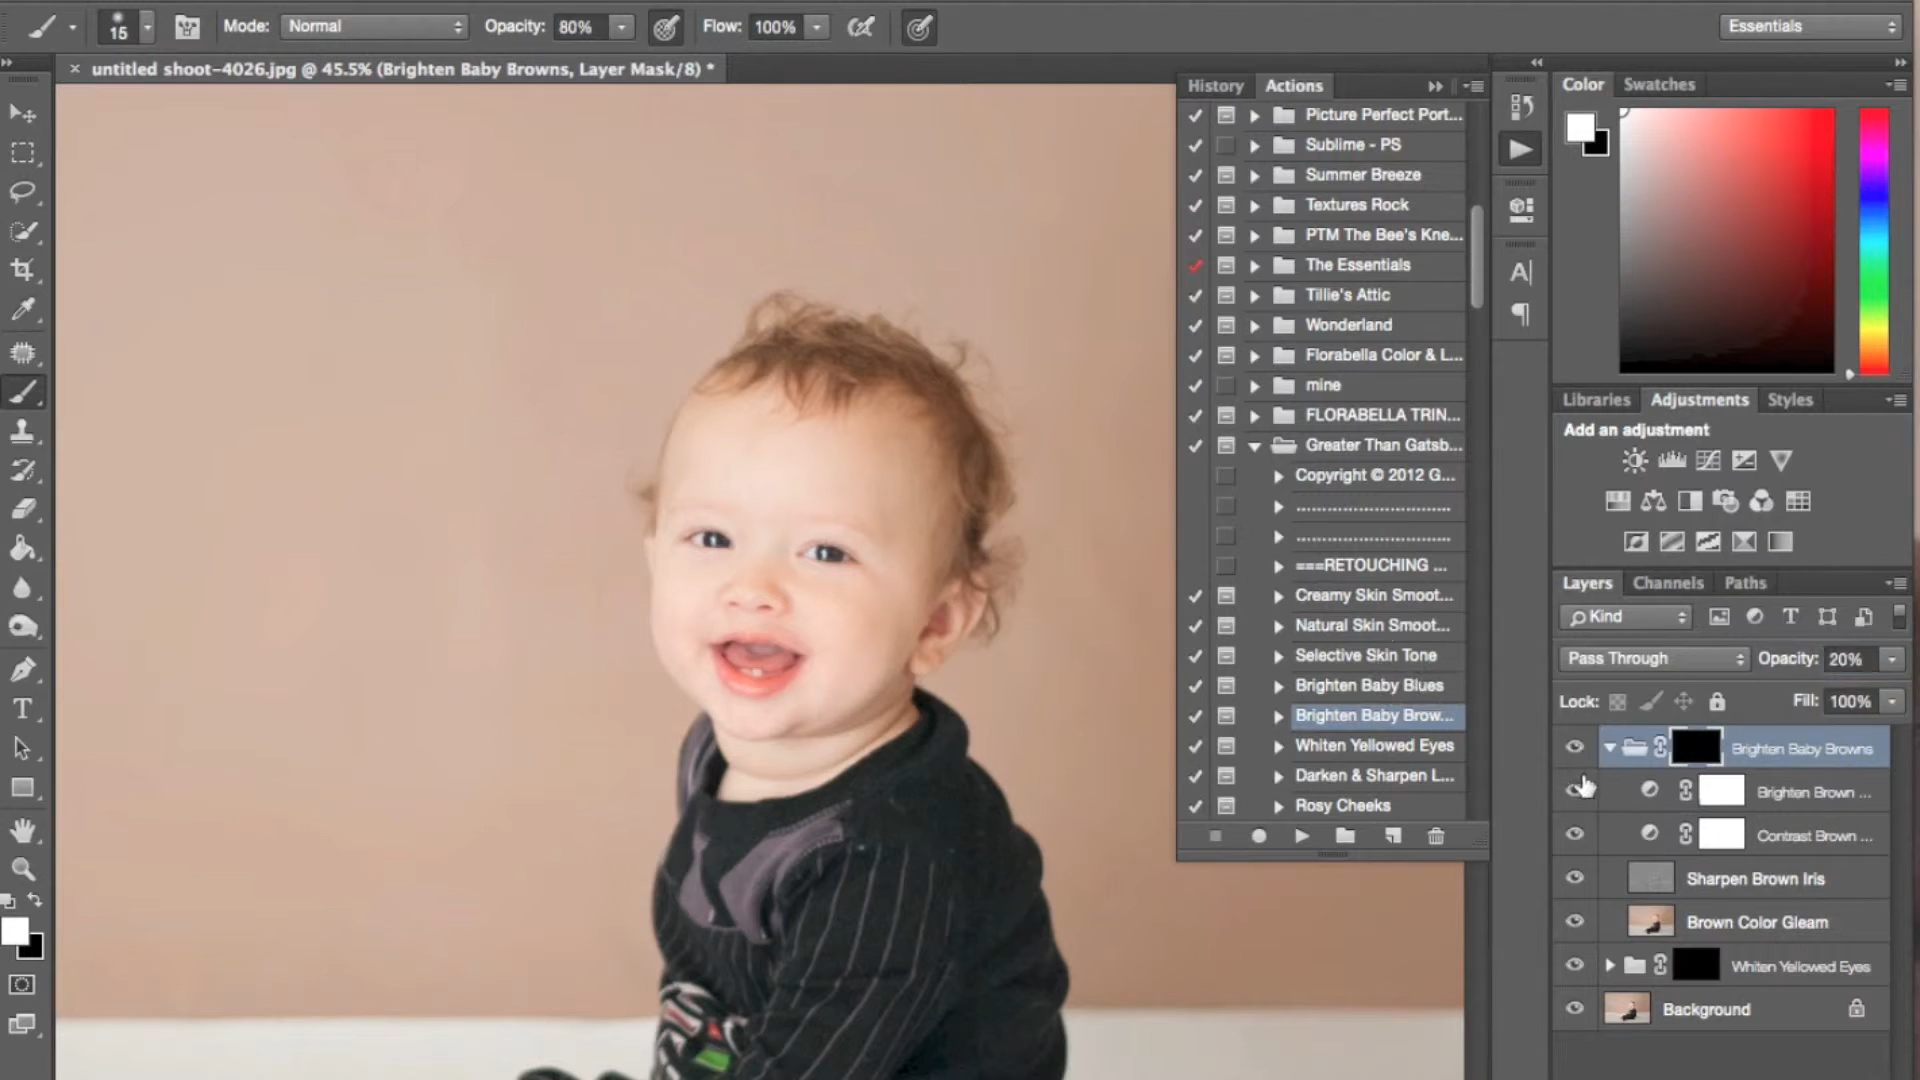 15
Mode: Normal
Opacity: 80%
Flow: 100%
Essentials
untitled shoot-4026.jpg @ 45.5% (Brighten Baby Browns, Layer Mask/8) *
History
Actions
Picture Perfect Port...
Sublime - PS
Summer Breeze
Textures Rock
PTM The Bee's Kne...
The Essentials
Tillie's Attic
Wonderland
Florabella Color & L...
mine
FLORABELLA TRIN...
Greater Than Gatsb...
Copyright © 2012 G...
.................................
.................................
===RETOUCHING ...
Creamy Skin Smoot...
Natural Skin Smoot...
Selective Skin Tone
Brighten Baby Blues
Brighten Baby Brow...
Whiten Yellowed Eyes
Darken & Sharpen L...
Rosy Cheeks
Color
Swatches
Libraries
Adjustments
Styles
Add an adjustment
Layers
Channels
Paths
Kind
Pass Through
Opacity: 20%
Lock:
Fill: 100%
Brighten Baby Browns
Brighten Brown ...
Contrast Brown ...
Sharpen Brown Iris
Brown Color Gleam
Whiten Yellowed Eyes
Background